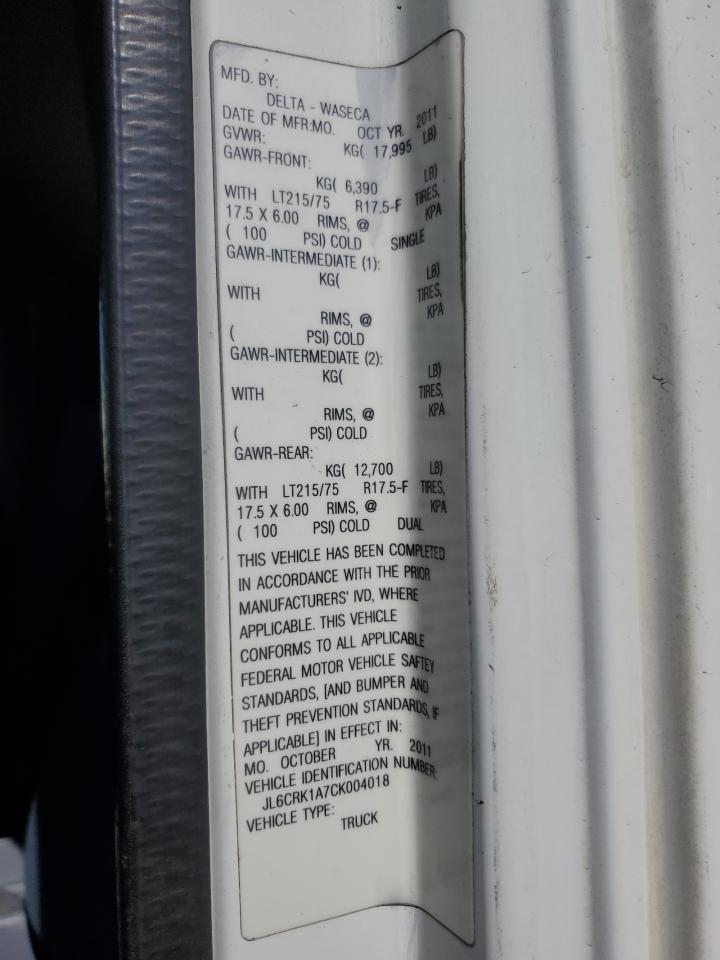 MFD. BY:
DELTA - WASECA
DATE OF MFR:MO. OCT YR. 2011
GVWR: KG( 17,995 LB)
GAWR-FRONT:
KG( 6,390 LB)
WITH LT215/75 R17.5-F TIRES,
17.5 X 6.00 RIMS, @ KPA
( 100 PSI) COLD SINGLE
GAWR-INTERMEDIATE (1):
KG( LB)
WITH TIRES,
RIMS, @ KPA
( PSI) COLD
GAWR-INTERMEDIATE (2):
KG( LB)
WITH TIRES,
RIMS, @ KPA
( PSI) COLD
GAWR-REAR:
KG( 12,700 LB)
WITH LT215/75 R17.5-F TIRES,
17.5 X 6.00 RIMS, @ KPA
( 100 PSI) COLD DUAL
THIS VEHICLE HAS BEEN COMPLETED
IN ACCORDANCE WITH THE PRIOR
MANUFACTURERS' IVD, WHERE
APPLICABLE. THIS VEHICLE
CONFORMS TO ALL APPLICABLE
FEDERAL MOTOR VEHICLE SAFTEY
STANDARDS, [AND BUMPER AND
THEFT PREVENTION STANDARDS, IF
APPLICABLE] IN EFFECT IN:
MO. OCTOBER YR. 2011
VEHICLE IDENTIFICATION NUMBER:
JL6CRK1A7CK004018
VEHICLE TYPE:
TRUCK